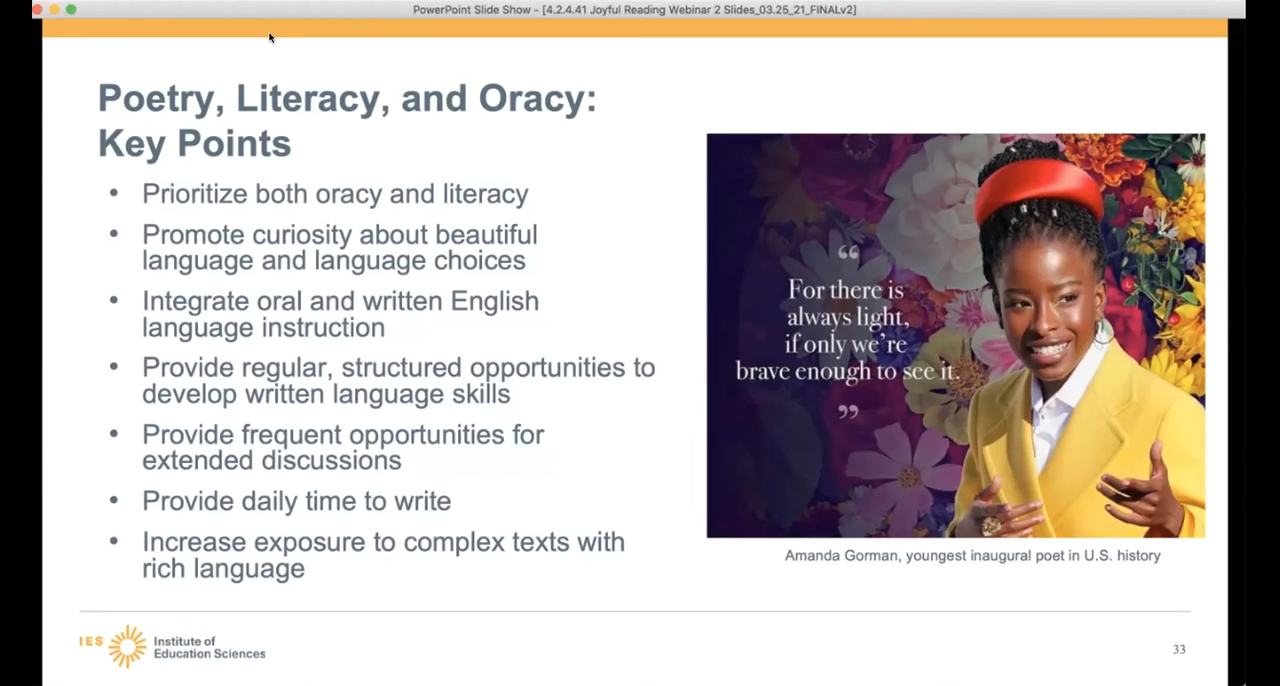 PowerPoint Slide Show - [4.2.4.41 Joyful Reading Webinar 2 Slides_03.25_21_FINALv2]
Poetry, Literacy, and Oracy:
Key Points
• Prioritize both oracy and literacy
• Promote curiosity about beautiful
language and language choices
• Integrate oral and written English
language instruction
• Provide regular, structured opportunities to
develop written language skills
• Provide frequent opportunities for
extended discussions
• Provide daily time to write
• Increase exposure to complex texts with
rich language
“
For there is
always light,
if only we’re
brave enough to see it.
”
Amanda Gorman, youngest inaugural poet in U.S. history
IES
Institute of
Education Sciences
33